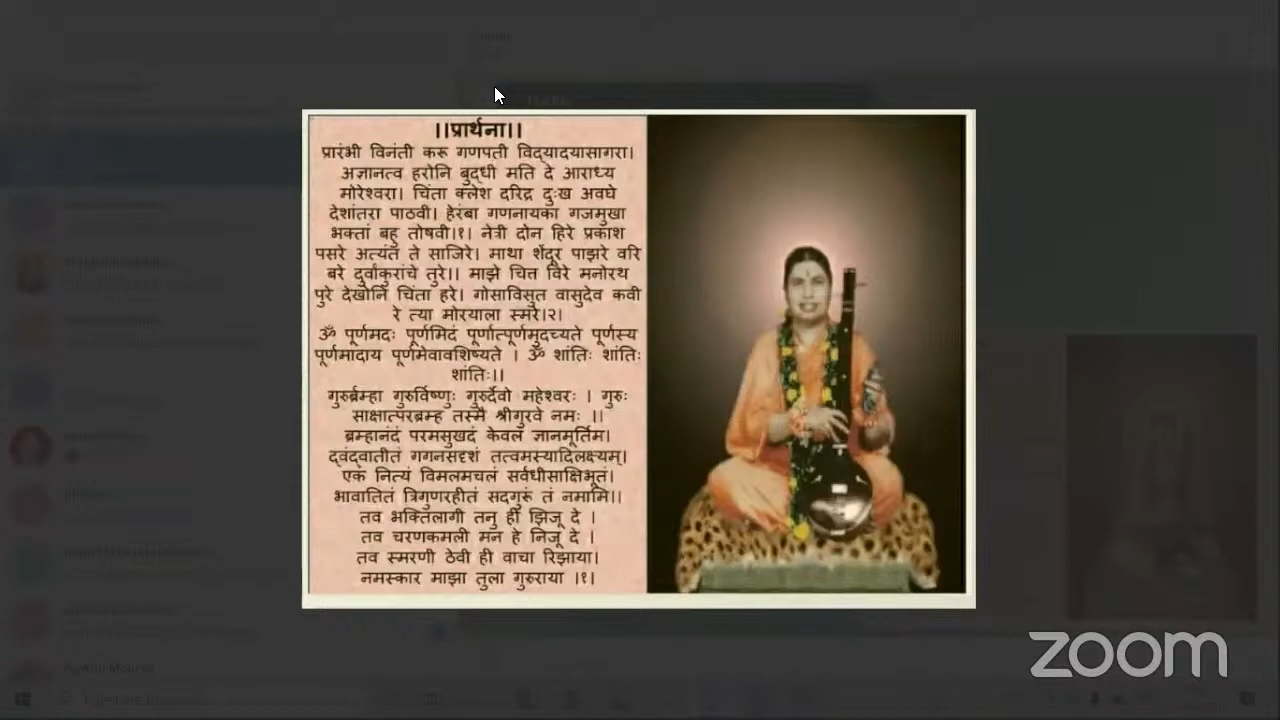 ।।प्रार्थना।।
प्रारंभी विनंती करू गणपती विद्यादयासागरा।
अज्ञानत्व हरोनि बुद्धी मति दे आराध्य
मोरेश्वरा। चिंता क्लेश दरिद्र दुःख अवघे
देशांतरा पाठवी। हेरंबा गणनायका गजमुखा
भक्तां बहु तोषवी।१। नेत्री दोन हिरे प्रकाश
पसरे अत्यंत ते साजिरे। माथा शेंदूर पाझरे वरि
बरे दुर्वांकुरांचे तुरे।। माझे चित्त विरे मनोरथ
पुरे देखोनि चिंता हरे। गोसाविसुत वासुदेव कवी
रे त्या मोरयाला स्मरे।२।
ॐ पूर्णमदः पूर्णमिदं पूर्णात्पूर्णमुदच्यते पूर्णस्य
पूर्णमादाय पूर्णमेवावशिष्यते । ॐ शांतिः शांतिः
शांतिः।।
गुरुर्ब्रम्हा गुरुर्विष्णुः गुरुर्देवो महेश्वरः । गुरुः
साक्षात्परब्रम्ह तस्मै श्रीगुरवे नमः ।।
ब्रम्हानंदं परमसुखदं केवलं ज्ञानमूर्तिम।
द्वंद्वातीतं गगनसदृशं तत्वमस्यादिलक्ष्यम्।
एकं नित्यं विमलमचलं सर्वधीसाक्षिभूतं।
भावातितं त्रिगुणरहीतं सदगुरूं तं नमामि।।
तव भक्तिलागी तनु ही झिजू दे ।
तव चरणकमली मन हे निजू दे ।
तव स्मरणी ठेवी ही वाचा रिझाया।
नमस्कार माझा तुला गुरुराया ।१।
zoom